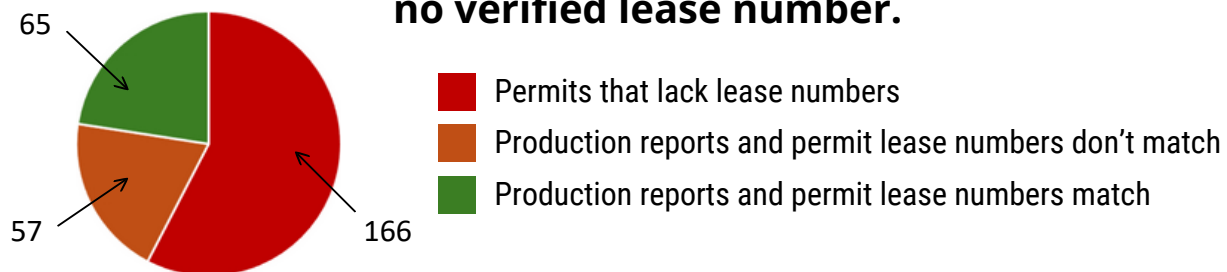 no verified lease number.
65
Permits that lack lease numbers
Production reports and permit lease numbers don’t match
Production reports and permit lease numbers match
57
166